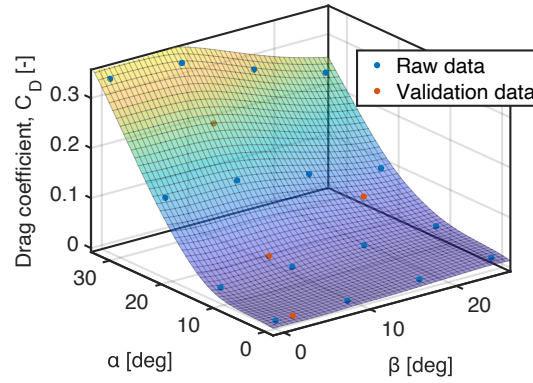 Raw data
Validation data
Drag coefficient, C_D [-]
0.3
0.2
0.1
0
30
20
10
0
α [deg]
0
10
20
β [deg]